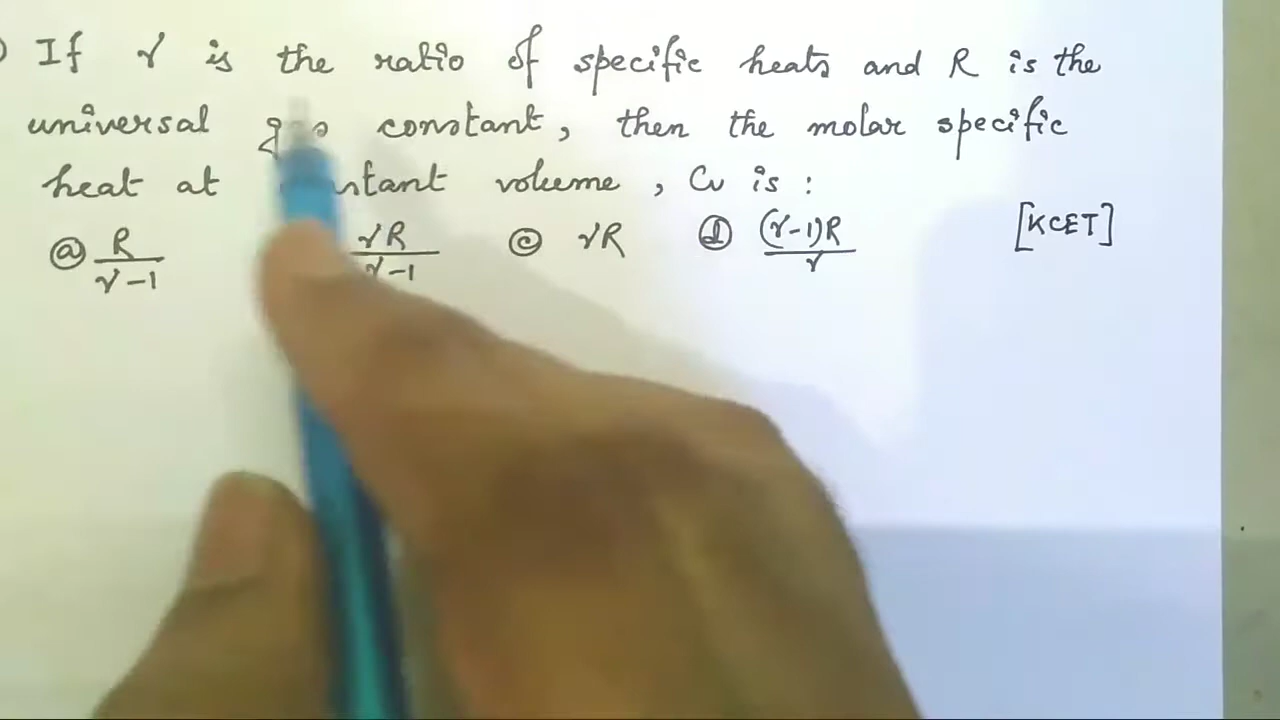 ) If γ is the ratio of specific heats and R is the
universal constant, then the molar specific
heat at volume, Cv is :
ⓐ R/γ-1 γR/γ-1 ⓒ γR ⓓ (γ-1)R/γ [KCET]